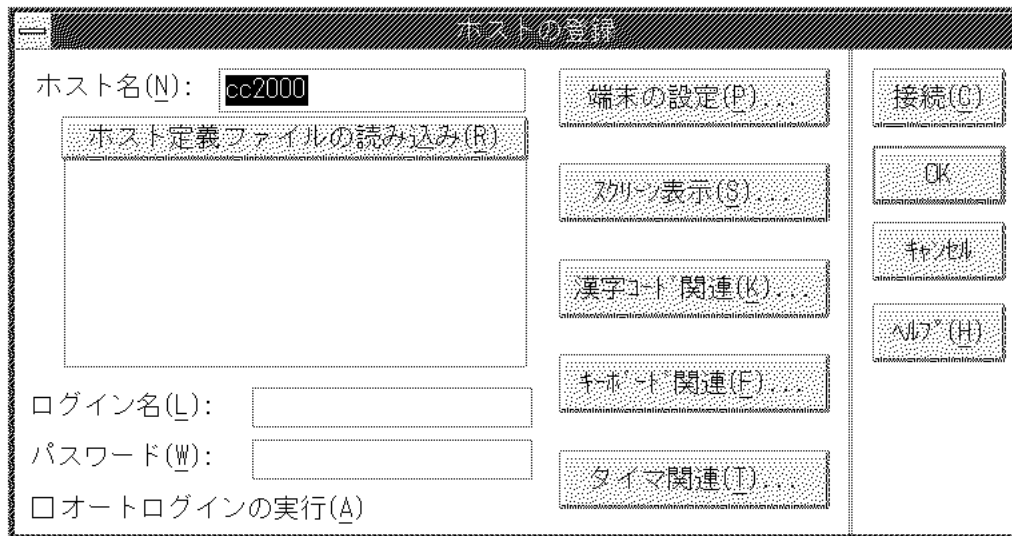 ホストの登録
ホスト名(N):
cc2000
ホスト定義ファイルの読み込み(R)
ログイン名(L):
パスワード(W):
オートログインの実行(A)
端末の設定(P)...
ｽｸﾘｰﾝ表示(S)...
漢字ｺｰﾄﾞ関連(K)...
ｷｰﾎﾞｰﾄﾞ関連(F)...
タイマ関連(T)...
接続(C)
OK
ｷｬﾝｾﾙ
ﾍﾙﾌﾟ(H)